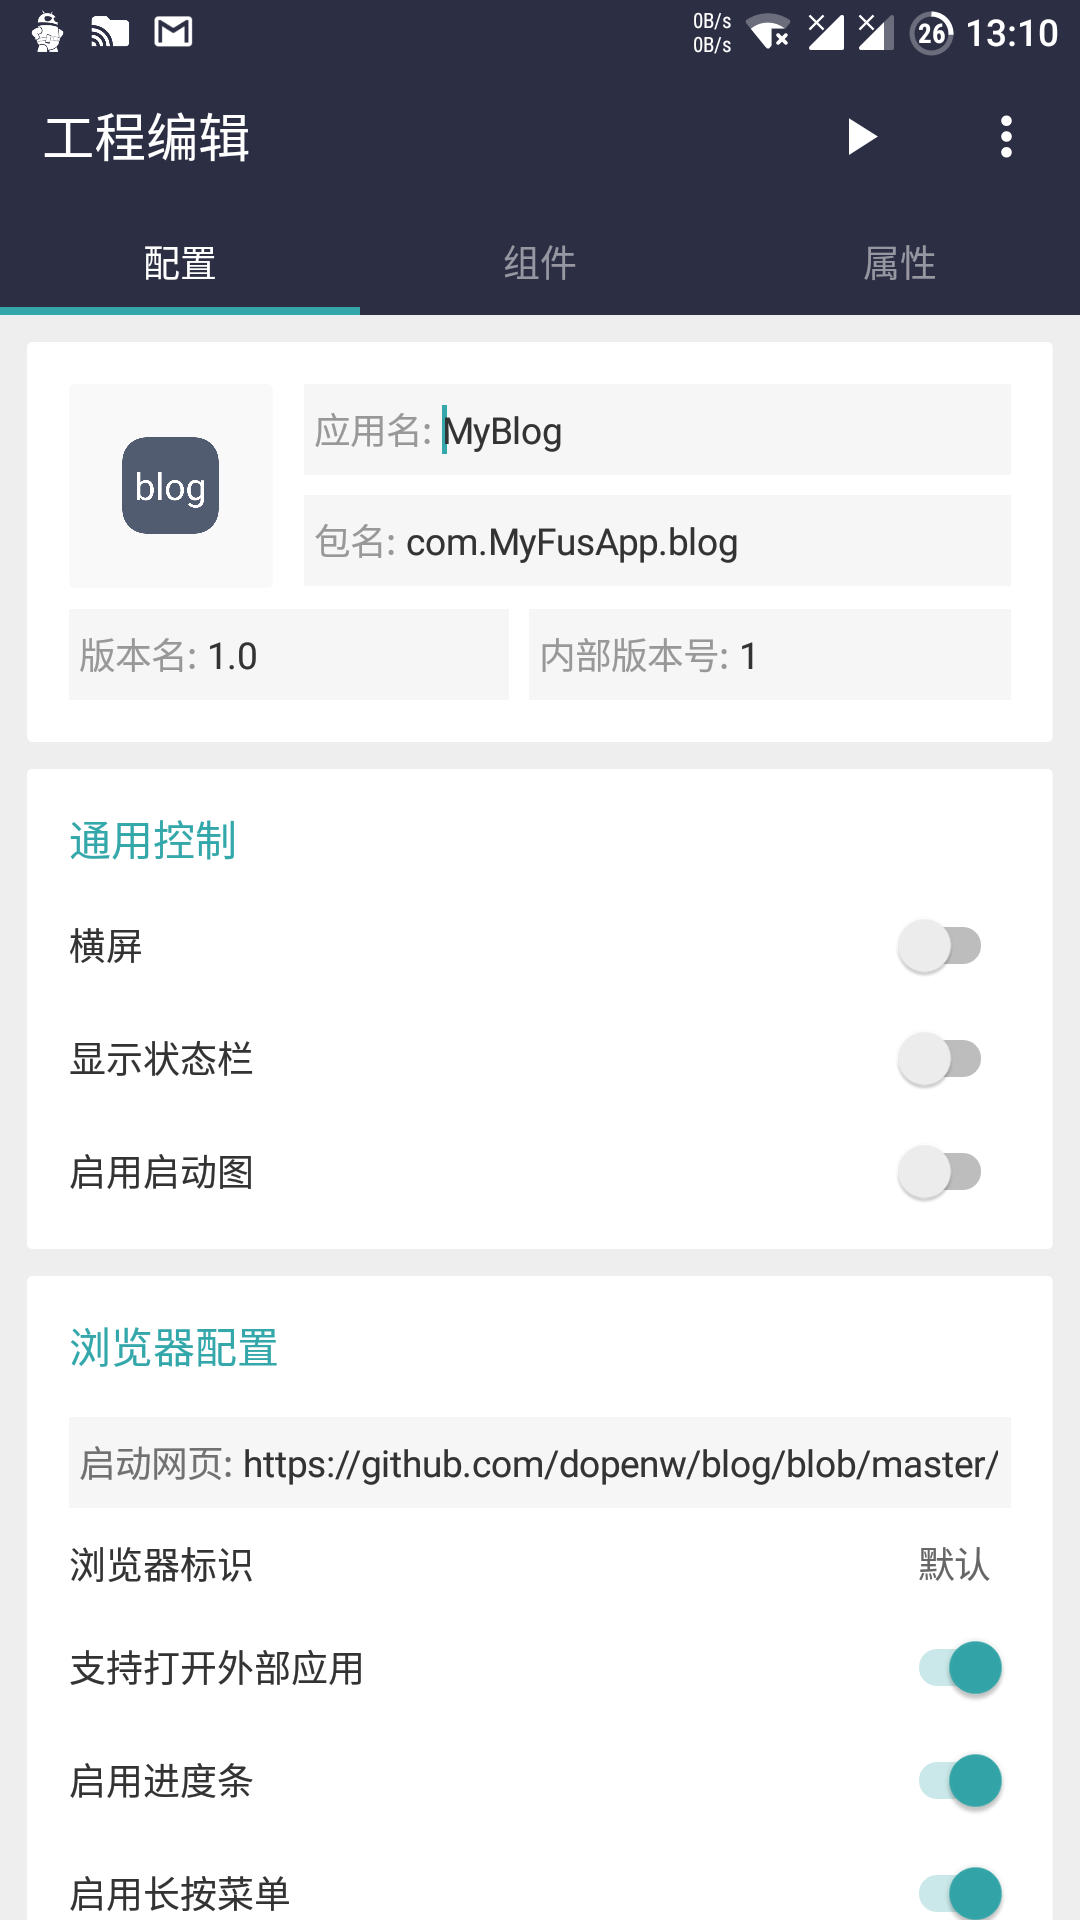 0B/s
0B/s
26
13:10
工程编辑
配置
组件
属性
blog
应用名: MyBlog
包名: com.MyFusApp.blog
版本名: 1.0
内部版本号: 1
通用控制
横屏
显示状态栏
启用启动图
浏览器配置
启动网页: https://github.com/dopenw/blog/blob/master/
浏览器标识
默认
支持打开外部应用
启用进度条
启用长按菜单